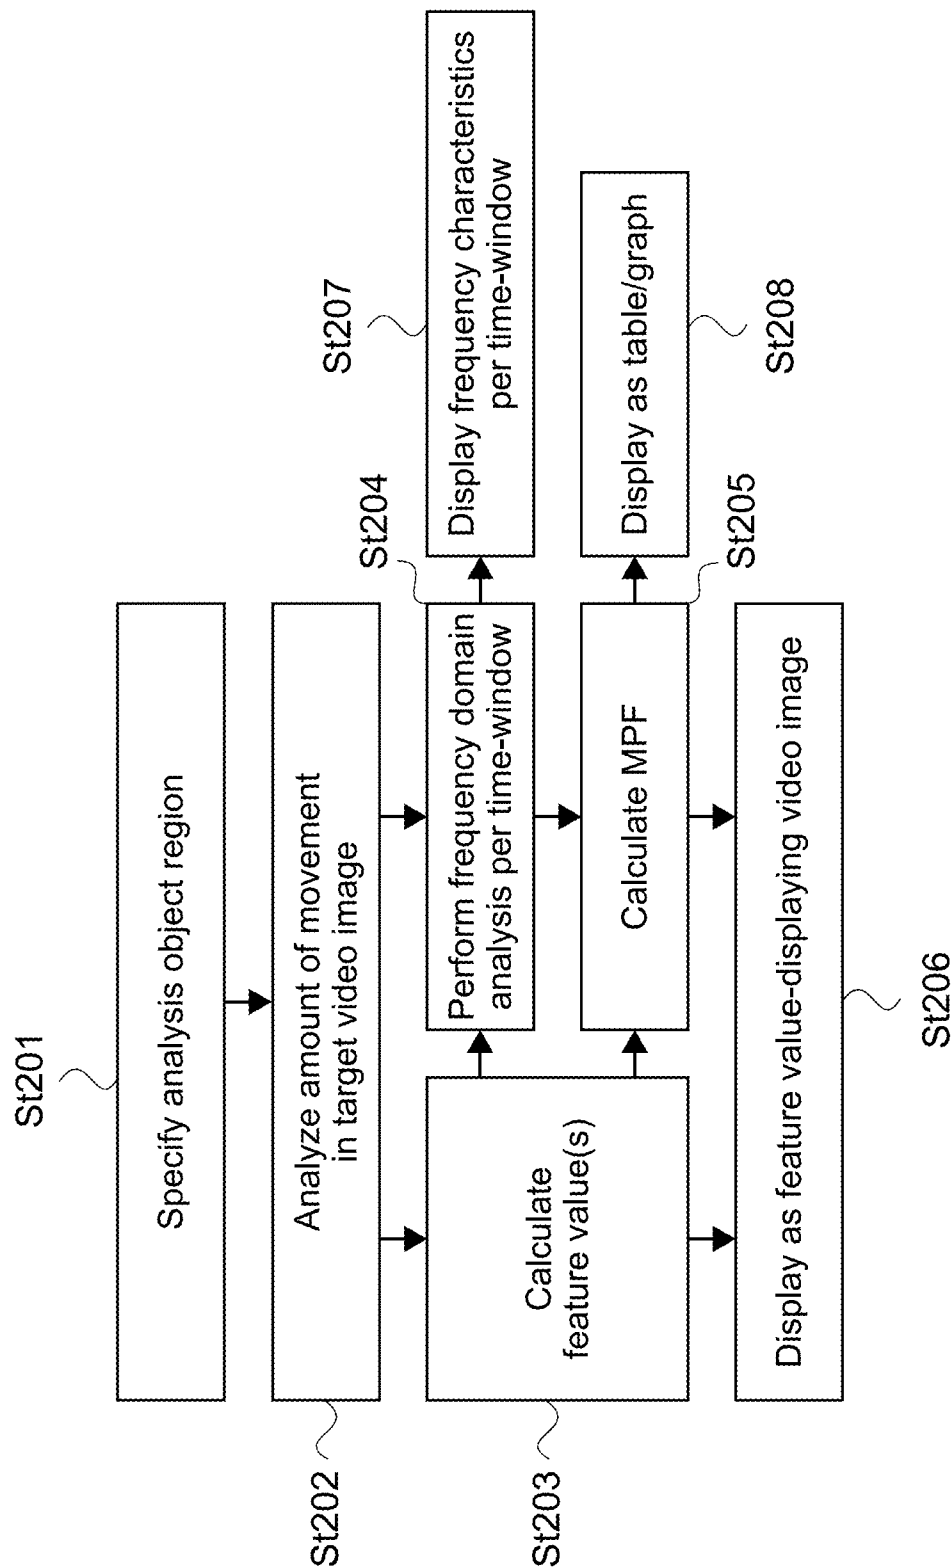 St201
Specify analysis object region
St202
Analyze amount of movement
in target video image
St203
Calculate
feature value(s)
St204
Perform frequency domain
analysis per time-window
St207
Display frequency characteristics
per time-window
Calculate MPF
St205
Display as table/graph
St208
Display as feature value-displaying video image
St206